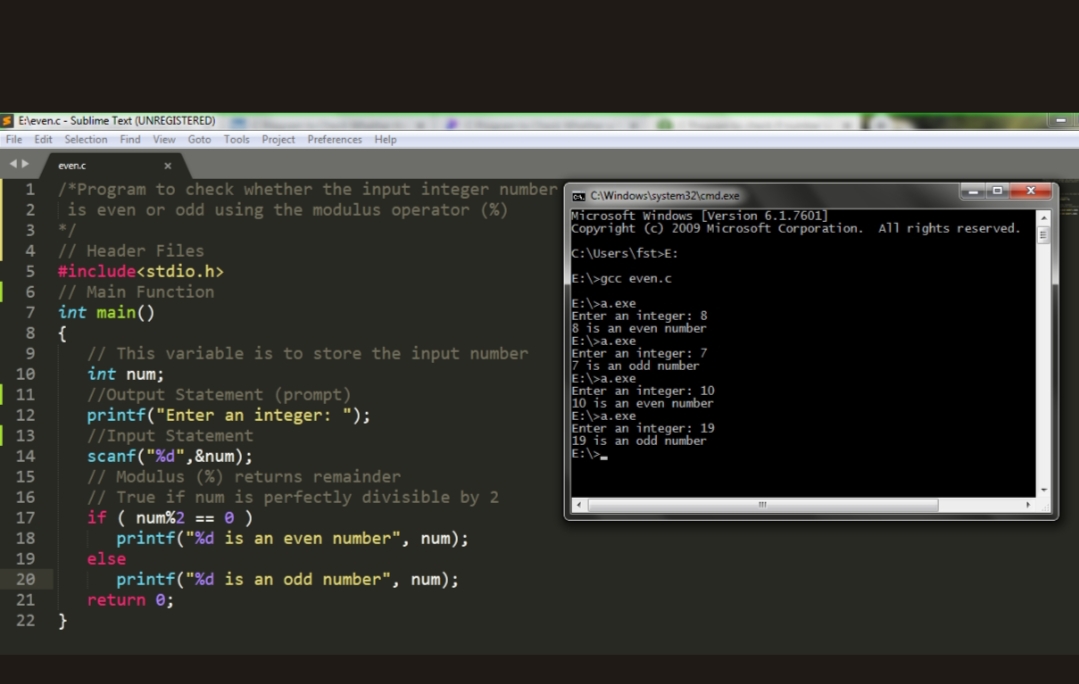 E:\even.c - Sublime Text (UNREGISTERED)
File Edit Selection Find View Goto Tools Project Preferences Help
even.c
1 /*Program to check whether the input integer number
2 is even or odd using the modulus operator (%)
3 */
4 // Header Files
5 #include<stdio.h>
6 // Main Function
7 int main()
8 {
9 // This variable is to store the input number
10 int num;
11 //Output Statement (prompt)
12 printf("Enter an integer: ");
13 //Input Statement
14 scanf("%d",&num);
15 // Modulus (%) returns remainder
16 // True if num is perfectly divisible by 2
17 if ( num%2 == 0 )
18 printf("%d is an even number", num);
19 else
20 printf("%d is an odd number", num);
21 return 0;
22 }
C:\Windows\system32\cmd.exe
Microsoft Windows [Version 6.1.7601]
Copyright (c) 2009 Microsoft Corporation. All rights reserved.
C:\Users\fst>E:
E:\>gcc even.c
E:\>a.exe
Enter an integer: 8
8 is an even number
E:\>a.exe
Enter an integer: 7
7 is an odd number
E:\>a.exe
Enter an integer: 10
10 is an even number
E:\>a.exe
Enter an integer: 19
19 is an odd number
E:\>_